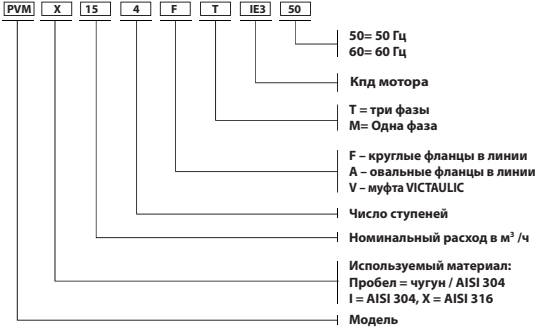 PVM X 15 4 F T IE3 50
50= 50 Гц
60= 60 Гц
Кпд мотора
T = три фазы
M= Одна фаза
F – круглые фланцы в линии
A – овальные фланцы в линии
V – муфта VICTAULIC
Число ступеней
Номинальный расход в м³ /ч
Используемый материал:
Пробел = чугун / AISI 304
I = AISI 304, X = AISI 316
Модель